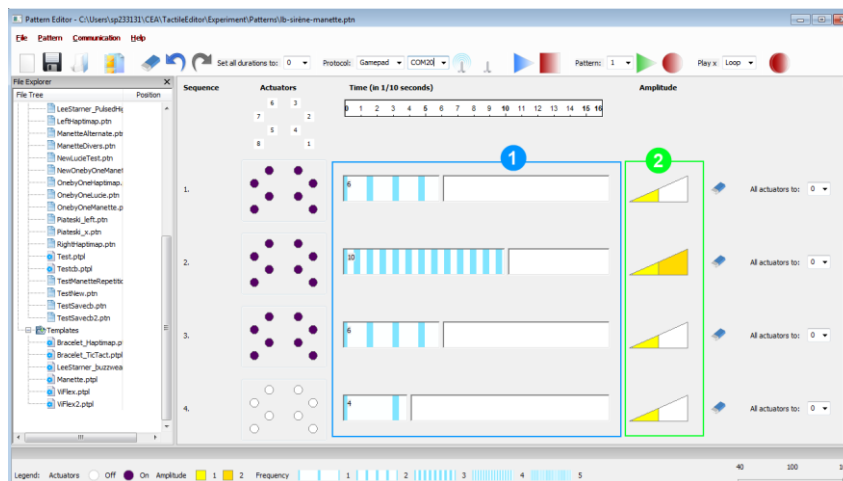 Pattern Editor - C:\Users\sp233131\CEA\TactileEditor\Experiment\Patterns\lb-sirène-manette.ptn
File Pattern Communication Help
Set all durations to: 0 Protocol: Gamepad COM20 Pattern: 1 Play x: Loop
File Explorer X
File Tree Position
LeeStarner_PulsedHi
LeftHaptimap.ptn
ManetteAlternate.ptn
ManetteDivers.ptn
NewLucieTest.ptn
NewOnebyOneManet
OnebyOneHaptimap.
OnebyOneLucie.ptn
OnebyOneManette.p
Piateski_left.ptn
Piateski_x.ptn
RightHaptimap.ptn
Test.ptpl
Testcb.ptpl
TestManetteRepetitic
TestNew.ptn
TestSavecb.ptn
TestSavecb2.ptn
Templates
Bracelet_Haptimap.p
Bracelet_TicTact.ptpl
LeeStarner_buzzwea
Manette.ptpl
ViFlex.ptpl
ViFlex2.ptpl
Sequence Actuators Time (in 1/10 seconds) Amplitude
6 3
7 2
5 4
8 1
0 1 2 3 4 5 6 7 8 9 10 11 12 13 14 15 16
1 2
1. 6 All actuators to: 0
2. 10 All actuators to: 0
3. 6 All actuators to: 0
4. 4 All actuators to: 0
Legend: Actuators Off On Amplitude 1 2 Frequency 1 2 3 4 5
40 100